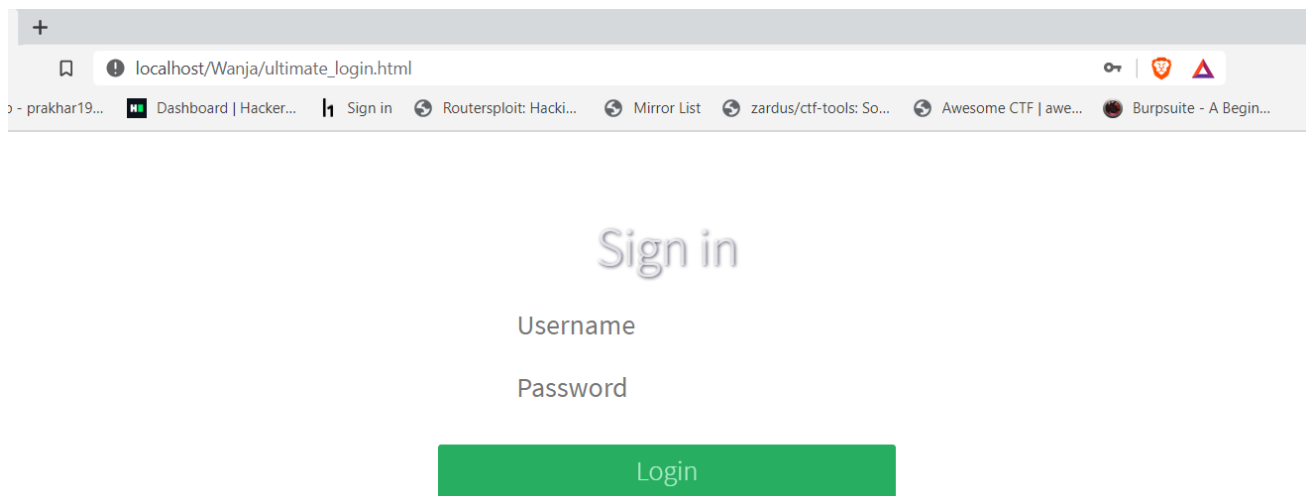 +
localhost/Wanja/ultimate_login.html
o - prakhar19... Dashboard | Hacker... Sign in Routersploit: Hacki... Mirror List zardus/ctf-tools: So... Awesome CTF | awe... Burpsuite - A Begin...
Sign in
Username
Password
Login